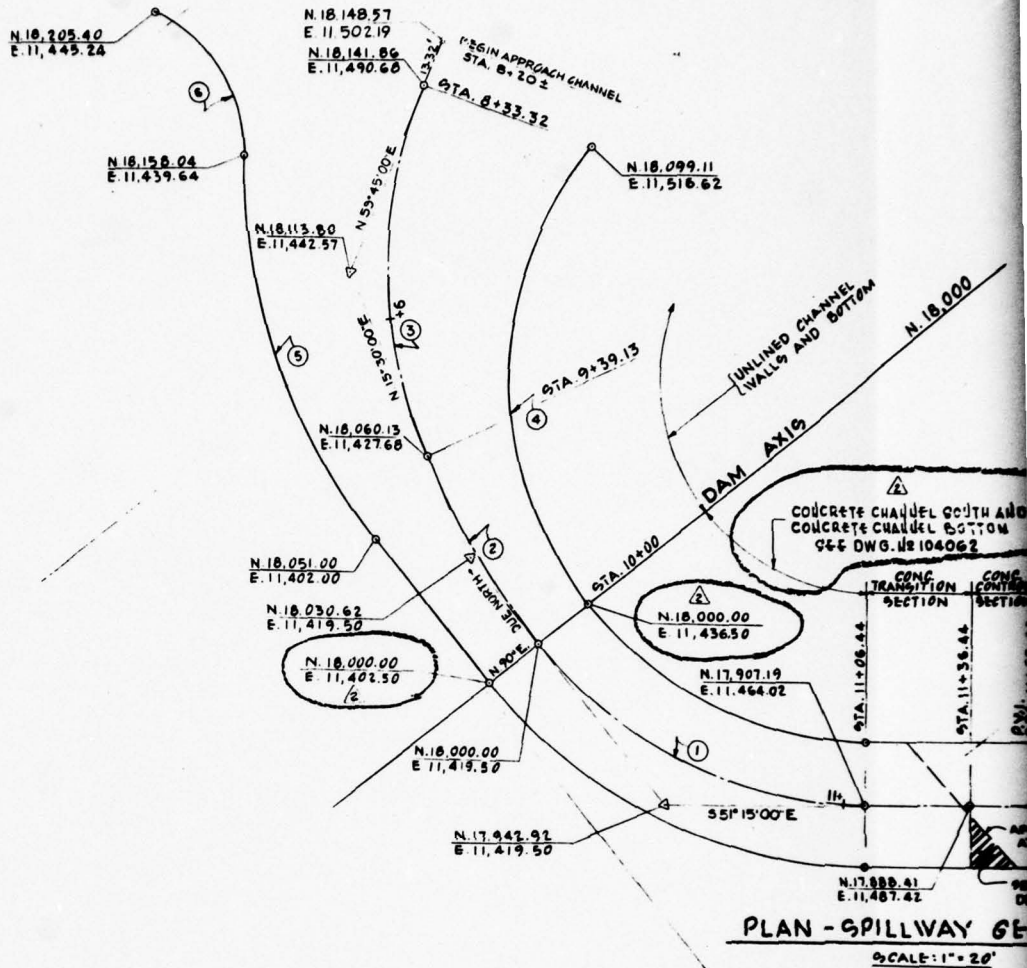 N.18,205.40
E.11,445.24
N.18,148.57
E.11,502.19
N.18,141.86
E.11,490.68
13.32'
BEGIN APPROACH CHANNEL
STA. 8+20±
STA. 8+33.32
6
N.18,158.04
E.11,439.64
N.18,099.11
E.11,516.62
N 59°45'00"E
N.18,113.80
E.11,442.57
UNLINED CHANNEL
WALLS AND BOTTOM
N. 18,000
+6
3
5
N 15°30'00"E
STA. 9+39.13
4
N.18,060.13
E.11,427.68
DAM AXIS
2
CONCRETE CHANNEL SOUTH AND
CONCRETE CHANNEL BOTTOM
SEE DWG. № 104062
2
N.18,051.00
E.11,402.00
DUE NORTH
STA. 10+00
CONC.
TRANSITION
SECTION
CONC.
N.18,030.62
E.11,419.50
2
N.18,000.00
E.11,436.50
N.18,000.00
E.11,402.50
2
N.90°E.
N.17,907.19
E.11,464.02
STA. 11+06.44
STA. 11+36.44
N.18,000.00
E 11,419.50
1
S51°15'00"E
11+
N.17,942.92
E.11,419.50
N.17,888.41
E.11,487.42
PLAN - SPILLWAY GE
SCALE: 1"=20'